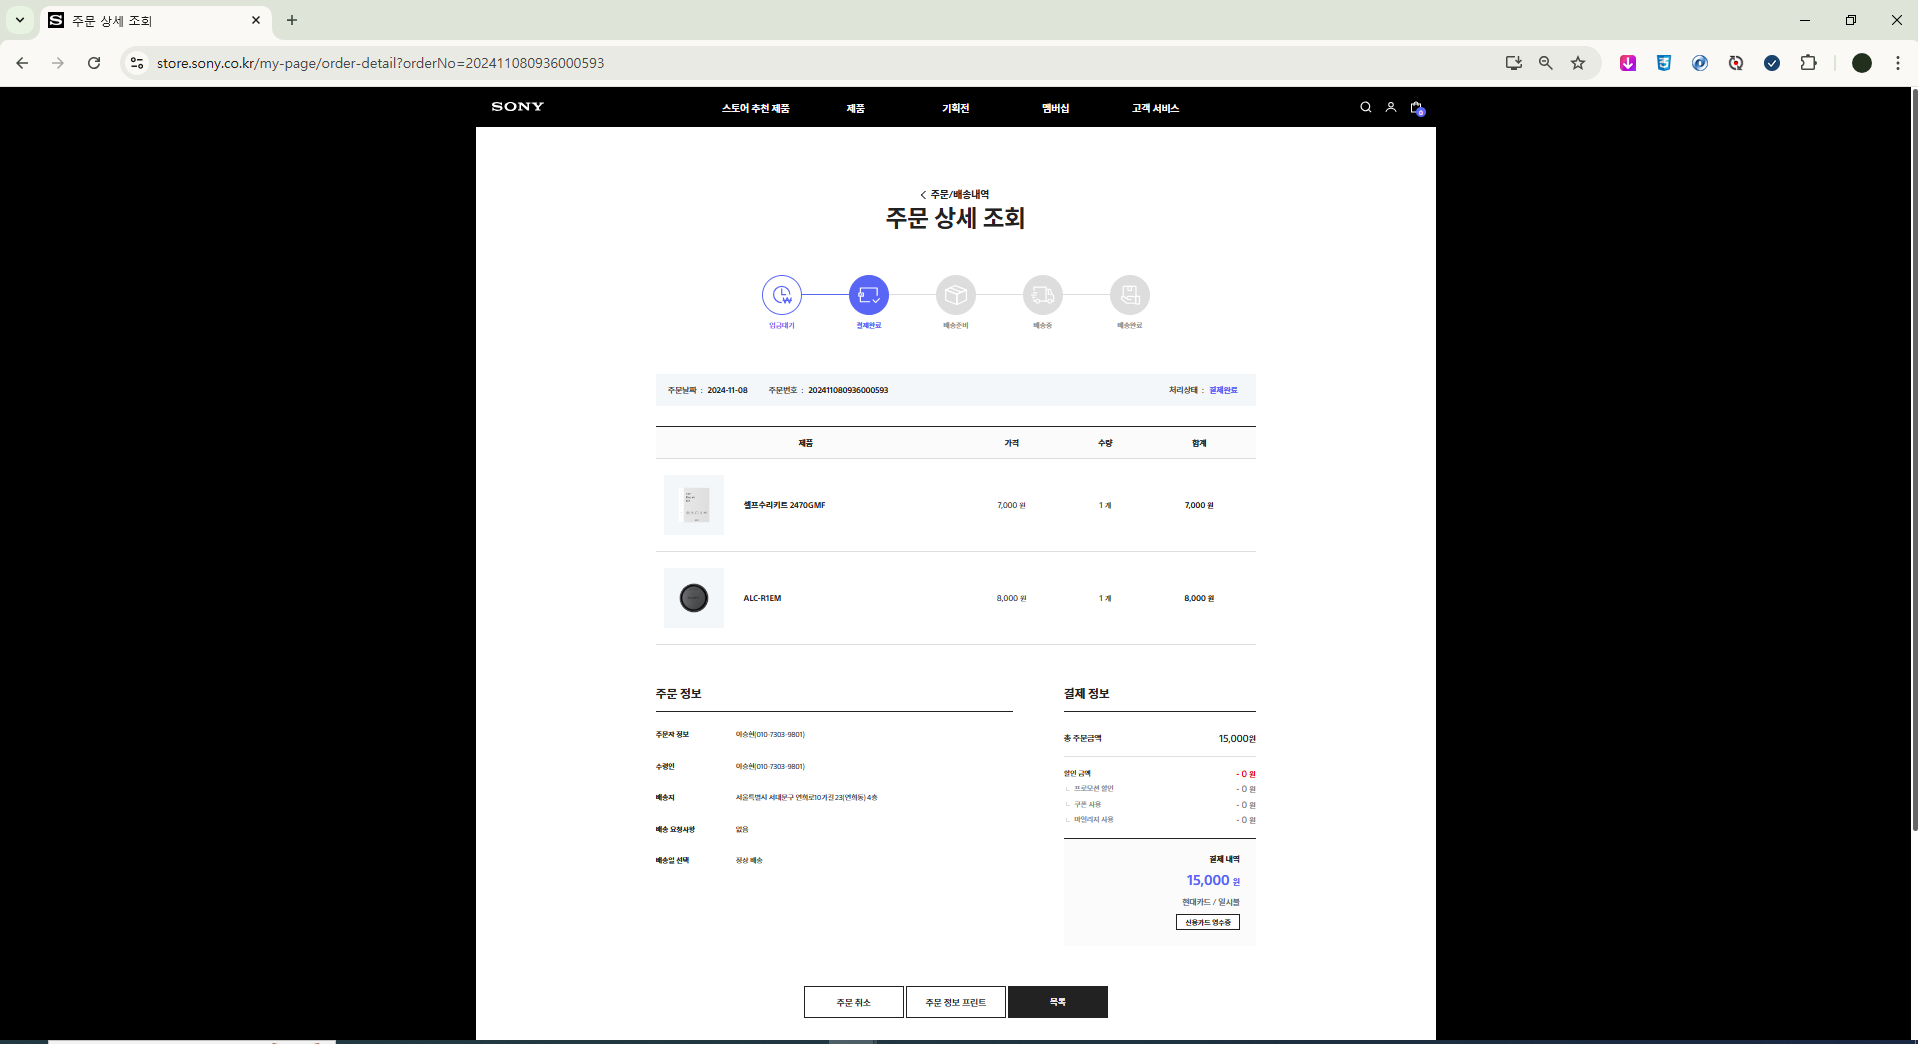 주문 상세 조회
store.sony.co.kr/my-page/order-detail?orderNo=202411080936000593
SONY
스토어 추천 제품 제품 기획전 멤버십 고객 서비스
0
주문/배송내역
주문 상세 조회
입금대기 결제완료 배송준비 배송중 배송완료
주문날짜 : 2024-11-08 주문번호 : 202411080936000593 처리상태 : 결제완료
제품 가격 수량 합계
셀프수리키트 2470GMF 7,000 원 1 개 7,000 원
ALC-R1EM 8,000 원 1 개 8,000 원
주문 정보
주문자 정보 이승현(010-7303-9801)
수령인 이승현(010-7303-9801)
배송지 서울특별시 서대문구 연희로10가길 23(연희동) 4층
배송 요청사항 없음
배송일 선택 정상 배송
결제 정보
총 주문금액 15,000원
할인 금액 - 0 원
프로모션 할인 - 0 원
쿠폰 사용 - 0 원
마일리지 사용 - 0 원
결제 내역
15,000 원
현대카드 / 일시불
신용카드 영수증
주문 취소 주문 정보 프린트 목록